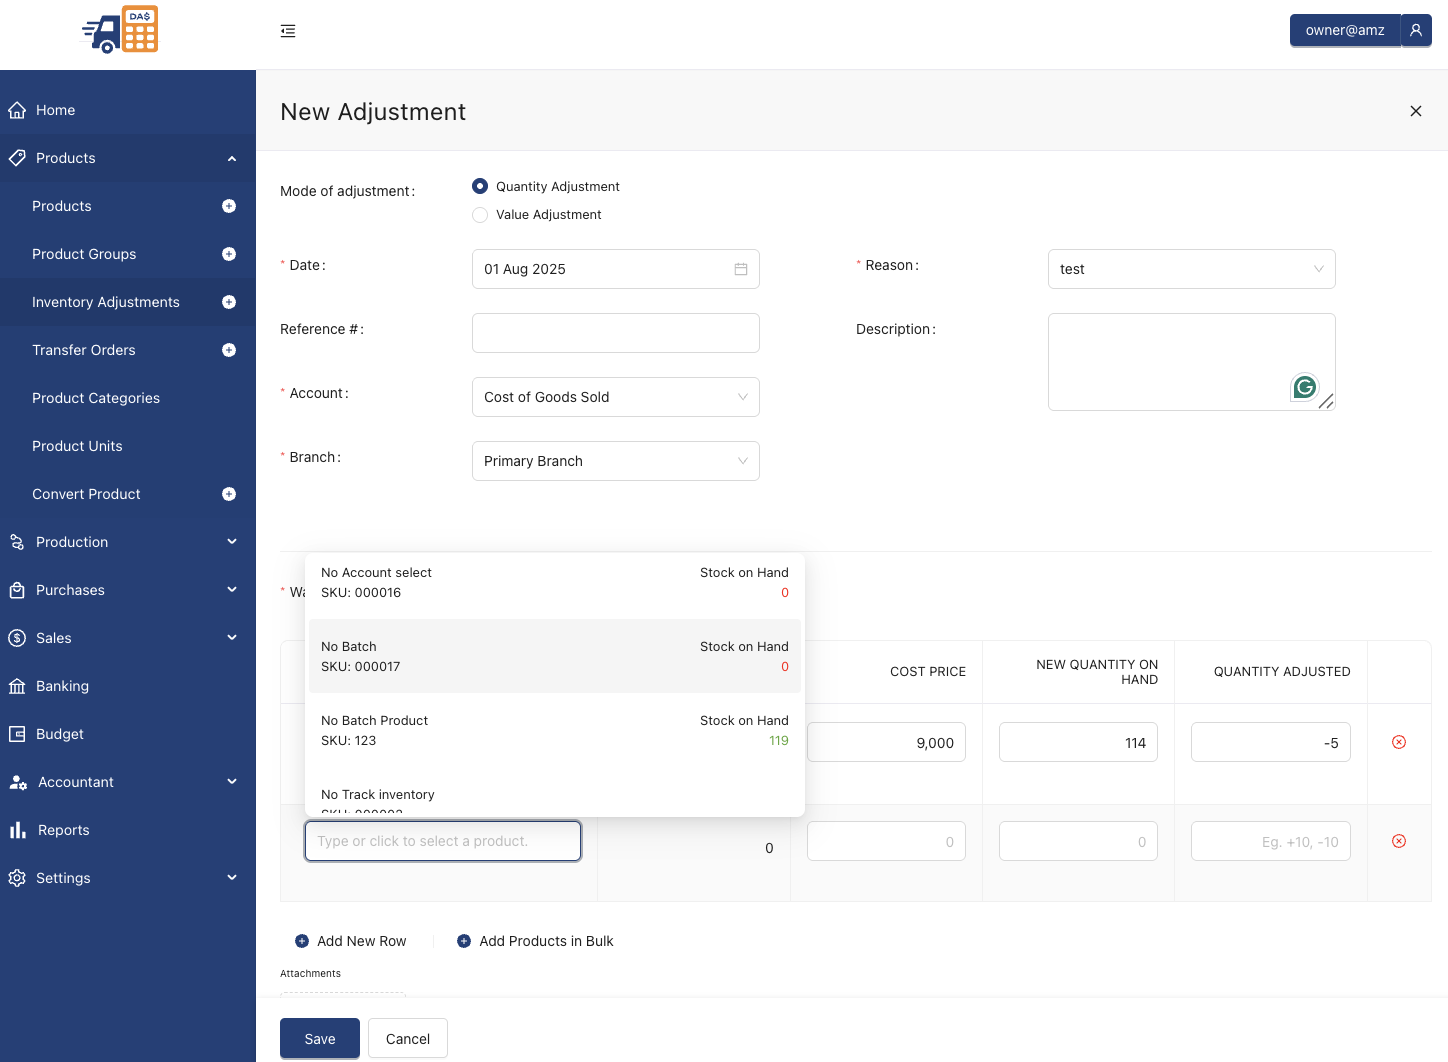 DA$
owner@amz
Home
Products
Products
Product Groups
Inventory Adjustments
Transfer Orders
Product Categories
Product Units
Convert Product
Production
Purchases
Sales
Banking
Budget
Accountant
Reports
Settings
New Adjustment
Mode of adjustment:
Quantity Adjustment
Value Adjustment
* Date:
01 Aug 2025
* Reason:
test
Reference #:
Description:
* Account:
Cost of Goods Sold
* Branch:
Primary Branch
No Account select Stock on Hand
SKU: 000016 0
No Batch Stock on Hand
SKU: 000017 0
No Batch Product Stock on Hand
SKU: 123 119
No Track inventory
COST PRICE
NEW QUANTITY ON
HAND
QUANTITY ADJUSTED
9,000 114 -5
Type or click to select a product. 0 0 0 Eg. +10, -10
Add New Row Add Products in Bulk
Attachments
Save Cancel